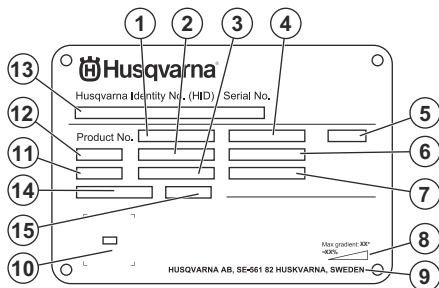 1 2 3 4
13
Husqvarna
Husqvarna Identity No. (HID) Serial No.
5
12
Product No.
11
6
14
7
15
Max gradient: XX°
=XX%
8
10
HUSQVARNA AB, SE-561 82 HUSKVARNA, SWEDEN
9